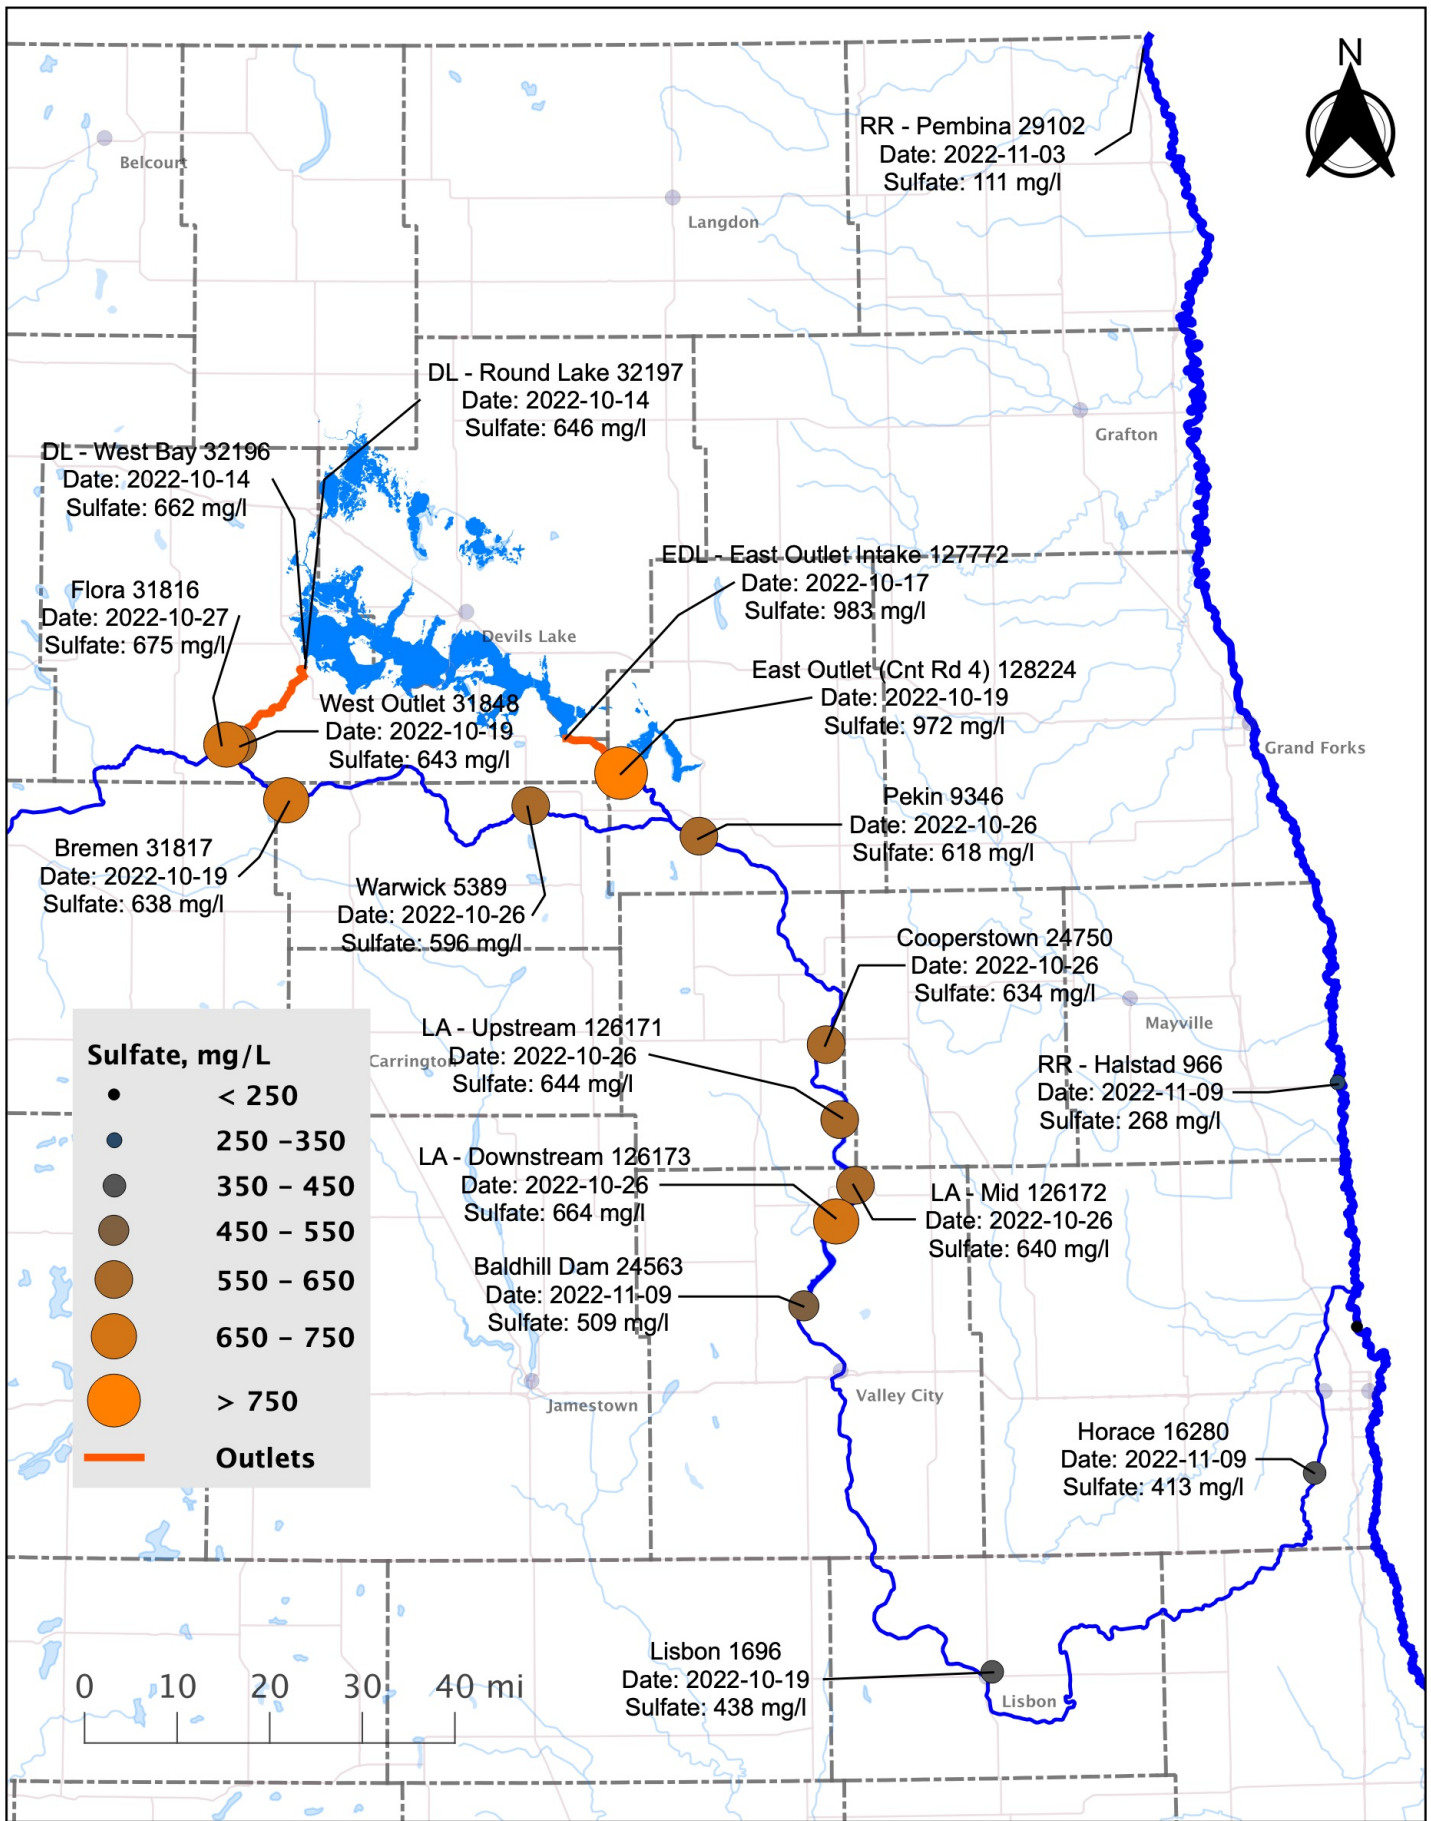 N
RR - Pembina 29102
Date: 2022-11-03
Sulfate: 111 mg/l
Belcourt
Langdon
DL - Round Lake 32197
Date: 2022-10-14
Sulfate: 646 mg/l
Grafton
DL - West Bay 32196
Date: 2022-10-14
Sulfate: 662 mg/l
EDL - East Outlet Intake 127772
Date: 2022-10-17
Sulfate: 983 mg/l
Flora 31816
Date: 2022-10-27
Sulfate: 675 mg/l
Devils Lake
East Outlet (Cnt Rd 4) 128224
Date: 2022-10-19
Sulfate: 972 mg/l
West Outlet 31848
Date: 2022-10-19
Sulfate: 643 mg/l
Grand Forks
Pekin 9346
Date: 2022-10-26
Sulfate: 618 mg/l
Bremen 31817
Date: 2022-10-19
Sulfate: 638 mg/l
Warwick 5389
Date: 2022-10-26
Sulfate: 596 mg/l
Cooperstown 24750
Date: 2022-10-26
Sulfate: 634 mg/l
Mayville
LA - Upstream 126171
Date: 2022-10-26
Sulfate: 644 mg/l
Carrington
RR - Halstad 966
Date: 2022-11-09
Sulfate: 268 mg/l
Sulfate, mg/L
< 250
250 –350
350 – 450
450 – 550
550 – 650
650 – 750
> 750
Outlets
LA - Downstream 126173
Date: 2022-10-26
Sulfate: 664 mg/l
LA - Mid 126172
Date: 2022-10-26
Sulfate: 640 mg/l
Baldhill Dam 24563
Date: 2022-11-09
Sulfate: 509 mg/l
Valley City
Jamestown
Horace 16280
Date: 2022-11-09
Sulfate: 413 mg/l
Lisbon 1696
Date: 2022-10-19
Sulfate: 438 mg/l
Lisbon
0 10 20 30 40 mi